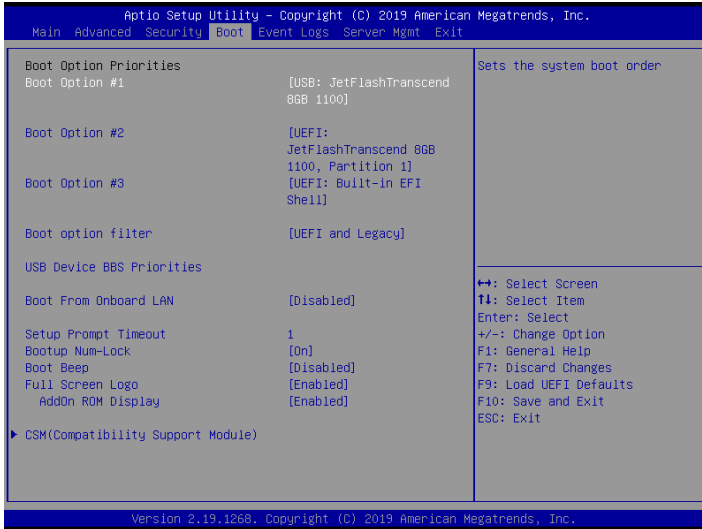 Aptio Setup Utility – Copyright (C) 2019 American Megatrends, Inc.
Main Advanced Security Boot Event Logs Server Mgmt Exit
Boot Option Priorities
Boot Option #1 [USB: JetFlashTranscend
8GB 1100]
Boot Option #2 [UEFI:
JetFlashTranscend 8GB
1100, Partition 1]
Boot Option #3 [UEFI: Built-in EFI
Shell]
Boot option filter [UEFI and Legacy]
USB Device BBS Priorities
Boot From Onboard LAN [Disabled]
Setup Prompt Timeout 1
Bootup Num-Lock [On]
Boot Beep [Disabled]
Full Screen Logo [Enabled]
AddOn ROM Display [Enabled]
CSM(Compatibility Support Module)
Sets the system boot order
↔: Select Screen
↑↓: Select Item
Enter: Select
+/-: Change Option
F1: General Help
F7: Discard Changes
F9: Load UEFI Defaults
F10: Save and Exit
ESC: Exit
Version 2.19.1268. Copyright (C) 2019 American Megatrends, Inc.